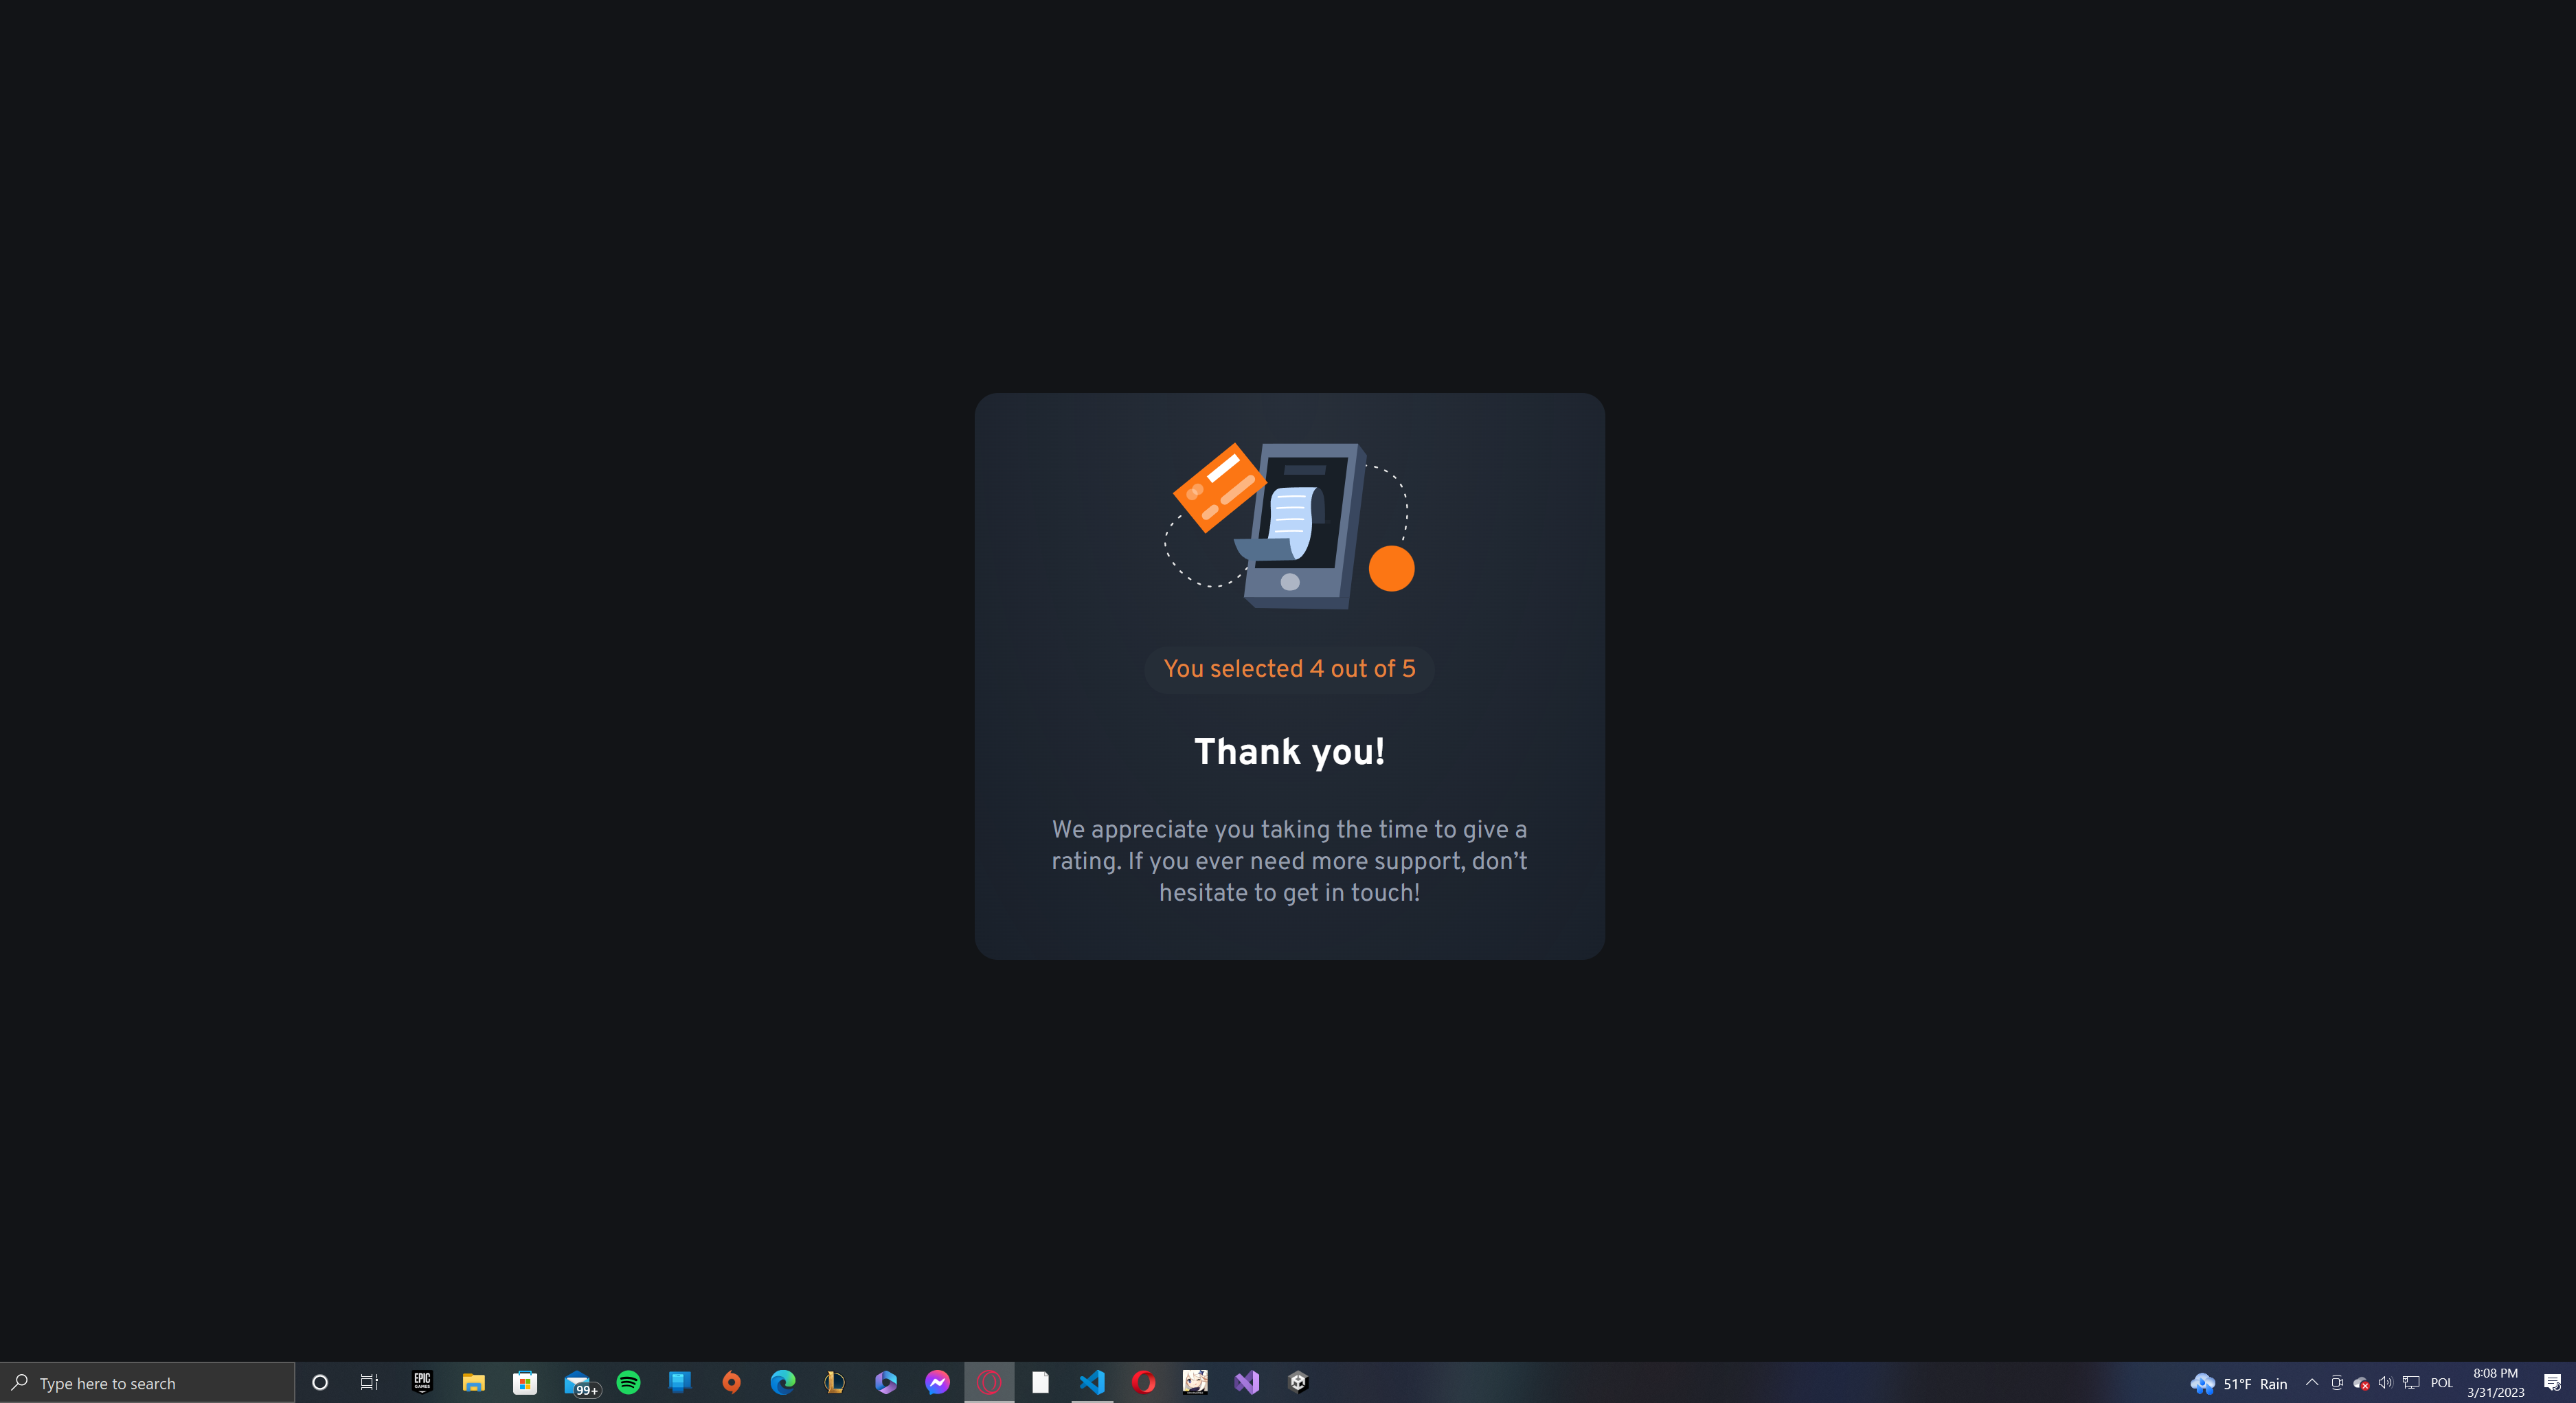 You selected 4 out of 5
Thank you!
We appreciate you taking the time to give a
rating. If you ever need more support, don’t
hesitate to get in touch!
Type here to search
EPIC
GAMES
99+
51°F Rain
POL
8:08 PM
3/31/2023